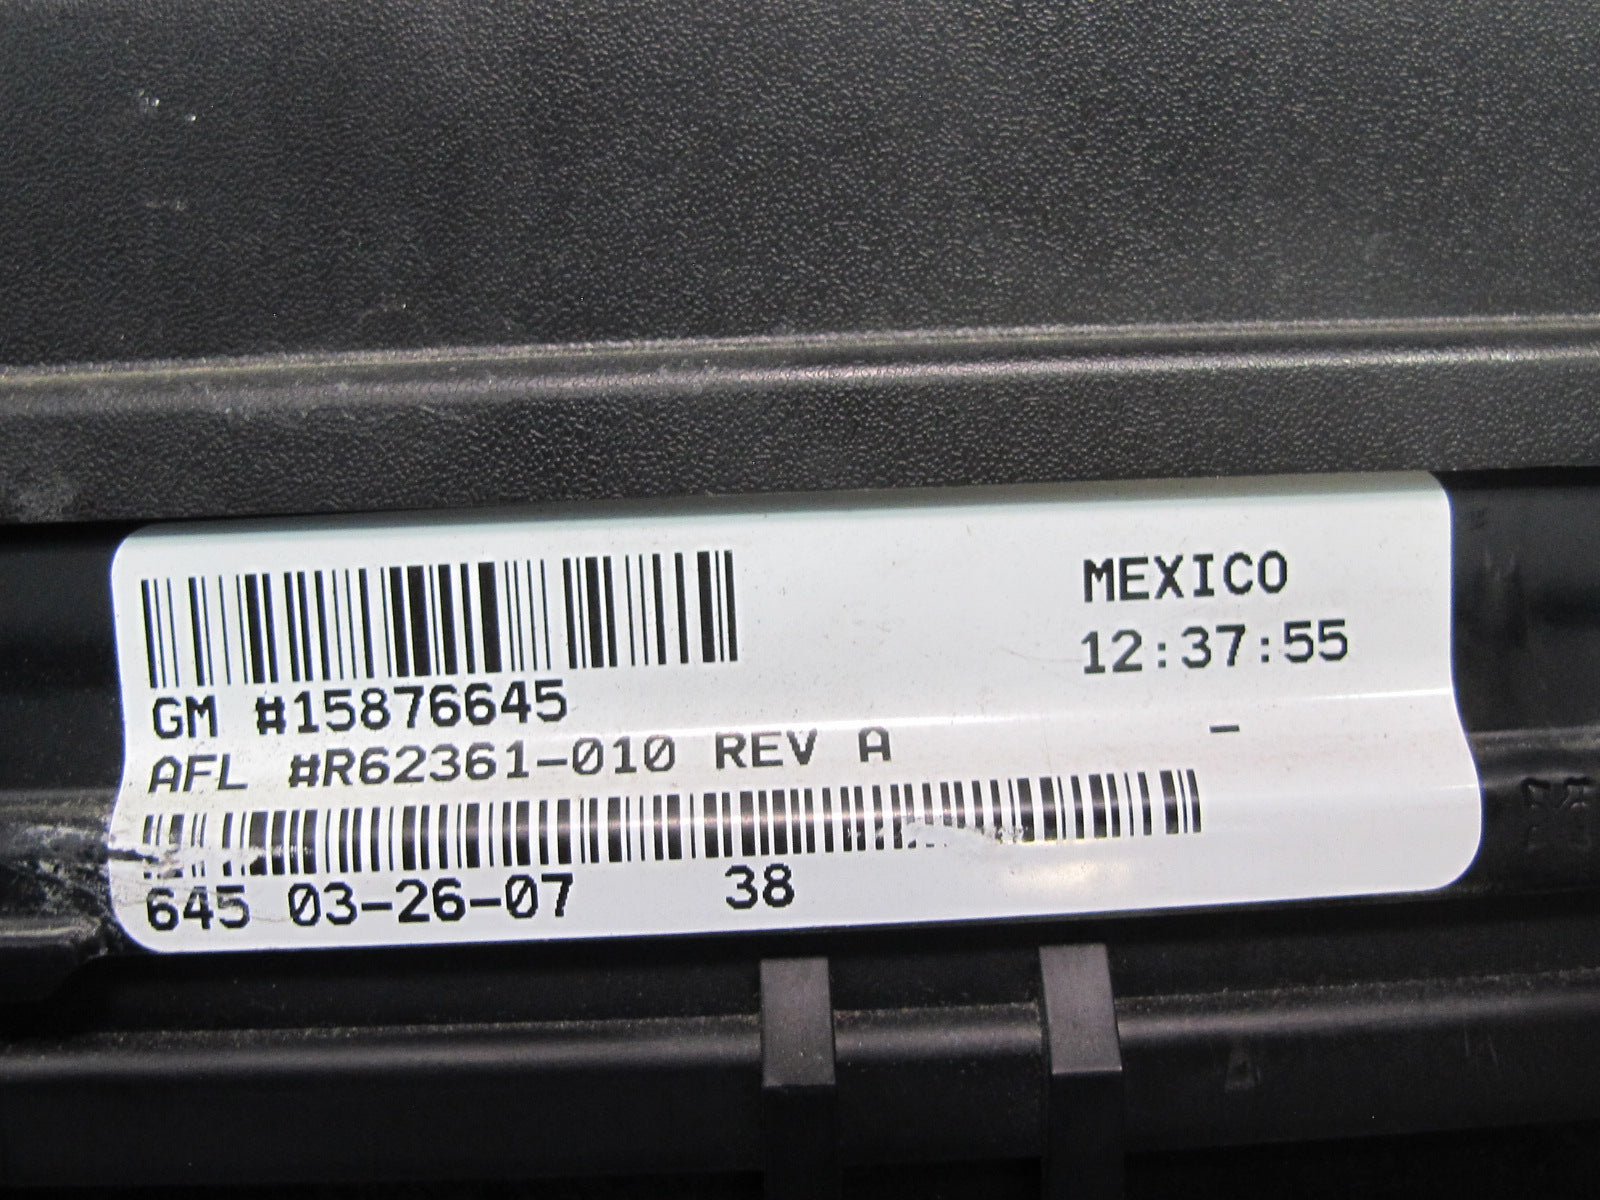 MEXICO
12:37:55
GM #15876645
-
AFL #R62361-010 REV A
645 03-26-07 38